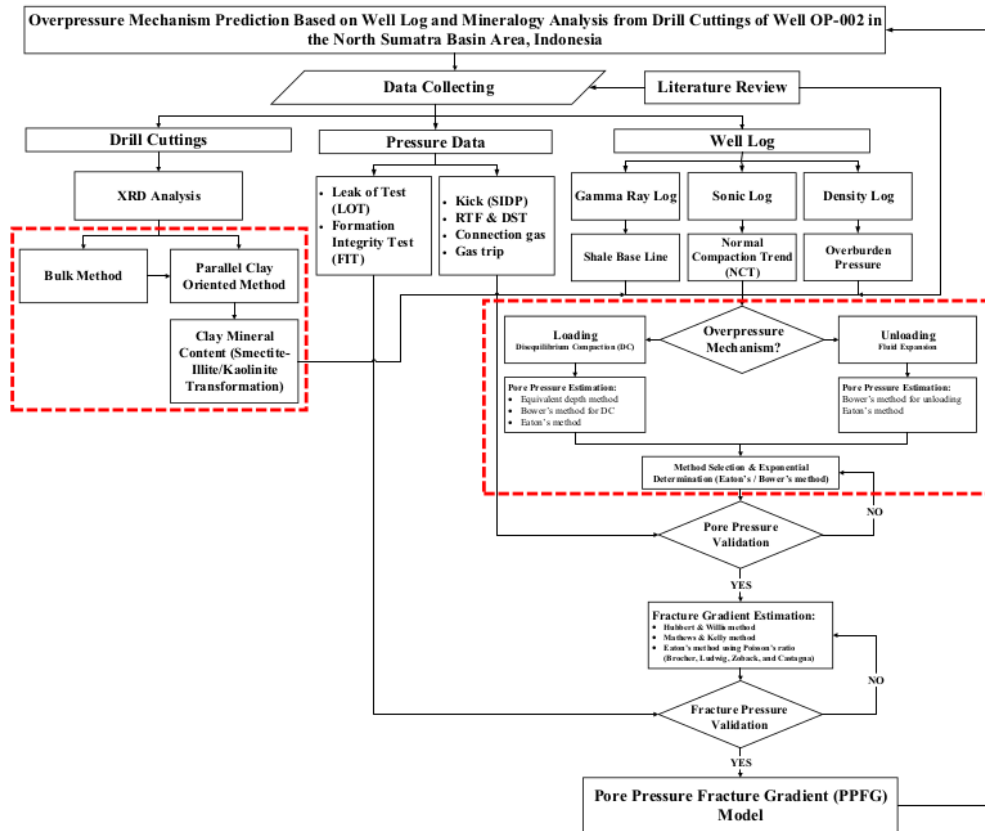 Overpressure Mechanism Prediction Based on Well Log and Mineralogy Analysis from Drill Cuttings of Well OP-002 in
the North Sumatra Basin Area, Indonesia
Data Collecting
Literature Review
Drill Cuttings
Pressure Data
Well Log
XRD Analysis
• Leak of Test
(LOT)
• Formation
Integrity Test
(FIT)
• Kick (SIDP)
• RTF & DST
• Connection gas
• Gas trip
Gamma Ray Log
Sonic Log
Density Log
Shale Base Line
Normal
Compaction Trend
(NCT)
Overburden
Pressure
Bulk Method
Parallel Clay
Oriented Method
Clay Mineral
Content (Smectite-
Illite/Kaolinite
Transformation)
Loading
Disequilibrium Compaction (DC)
Overpressure
Mechanism?
Unloading
Fluid Expansion
Pore Pressure Estimation:
• Equivalent depth method
• Bower's method for DC
• Eaton's method
Pore Pressure Estimation:
Bower's method for unloading
Eaton's method
Method Selection & Exponential
Determination (Eaton's / Bower's method)
NO
Pore Pressure
Validation
YES
Fracture Gradient Estimation:
• Hubbert & Willis method
• Mathews & Kelly method
• Eaton's method using Poisson's ratio
(Brocher, Ludwig, Zoback, and Castagna)
NO
Fracture Pressure
Validation
YES
Pore Pressure Fracture Gradient (PPFG)
Model